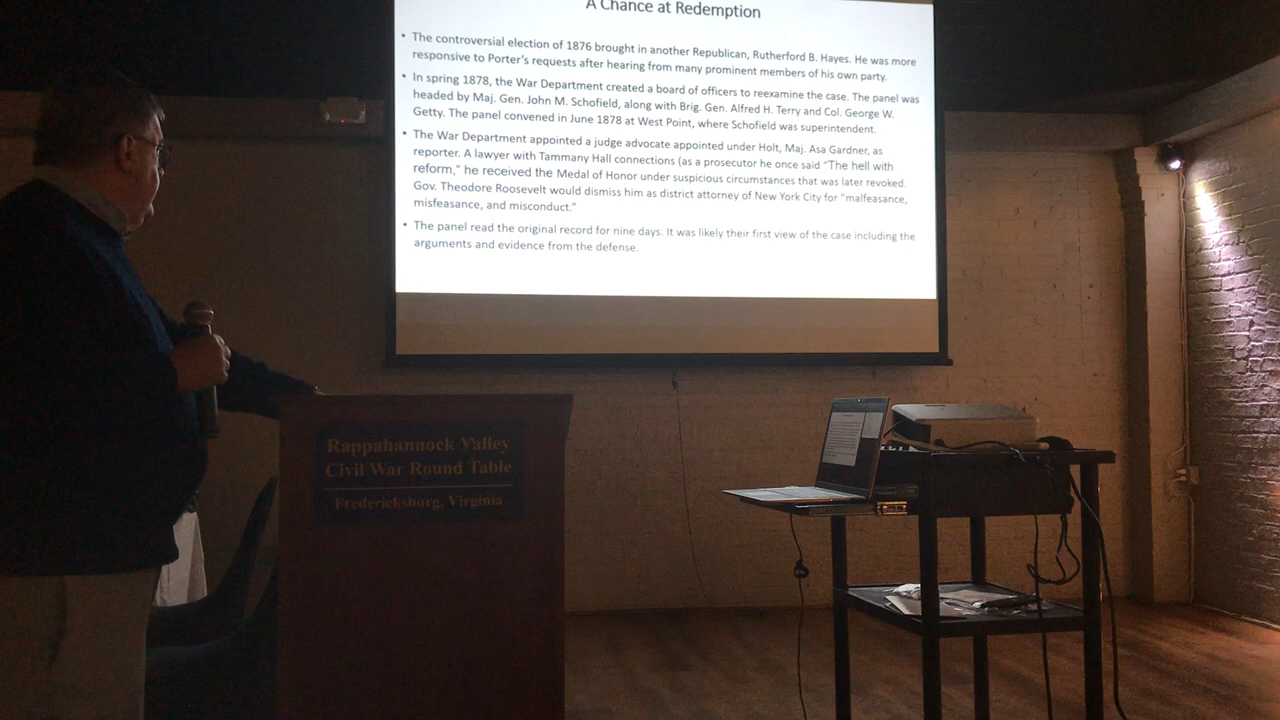 A Chance at Redemption
• The controversial election of 1876 brought in another Republican, Rutherford B. Hayes. He was more
responsive to Porter's requests after hearing from many prominent members of his own party.
• In spring 1878, the War Department created a board of officers to reexamine the case. The panel was
headed by Maj. Gen. John M. Schofield, along with Brig. Gen. Alfred H. Terry and Col. George W.
Getty. The panel convened in June 1878 at West Point, where Schofield was superintendent.
• The War Department appointed a judge advocate appointed under Holt, Maj. Asa Gardner, as
reporter. A lawyer with Tammany Hall connections (as a prosecutor he once said "The hell with
reform," he received the Medal of Honor under suspicious circumstances that was later revoked.
Gov. Theodore Roosevelt would dismiss him as district attorney of New York City for "malfeasance,
misfeasance, and misconduct."
• The panel read the original record for nine days. It was likely their first view of the case including the
arguments and evidence from the defense.
Rappahannock Valley
Civil War Round Table
Fredericksburg, Virginia